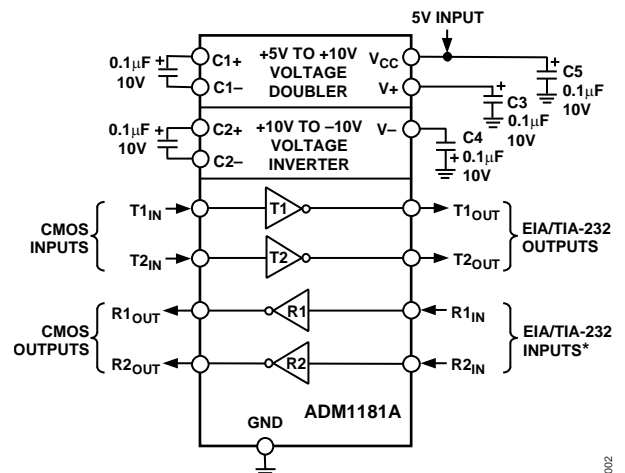 5V INPUT
0.1μF
10V
+
C1+
C1–
+5V TO +10V
VOLTAGE
DOUBLER
VCC
V+
+
C5
0.1μF
10V
+
C3
0.1μF
10V
0.1μF
10V
+
C2+
C2–
+10V TO –10V
VOLTAGE
INVERTER
V–
C4
+ 0.1μF
10V
CMOS
INPUTS
T1IN
T1
T1OUT
T2IN
T2
T2OUT
EIA/TIA-232
OUTPUTS
CMOS
OUTPUTS
R1OUT
R1
R1IN
R2OUT
R2
R2IN
EIA/TIA-232
INPUTS*
ADM1181A
GND
002